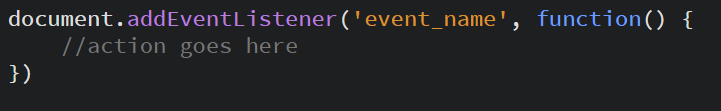 document.addEventListener('event_name', function() {
    //action goes here
})